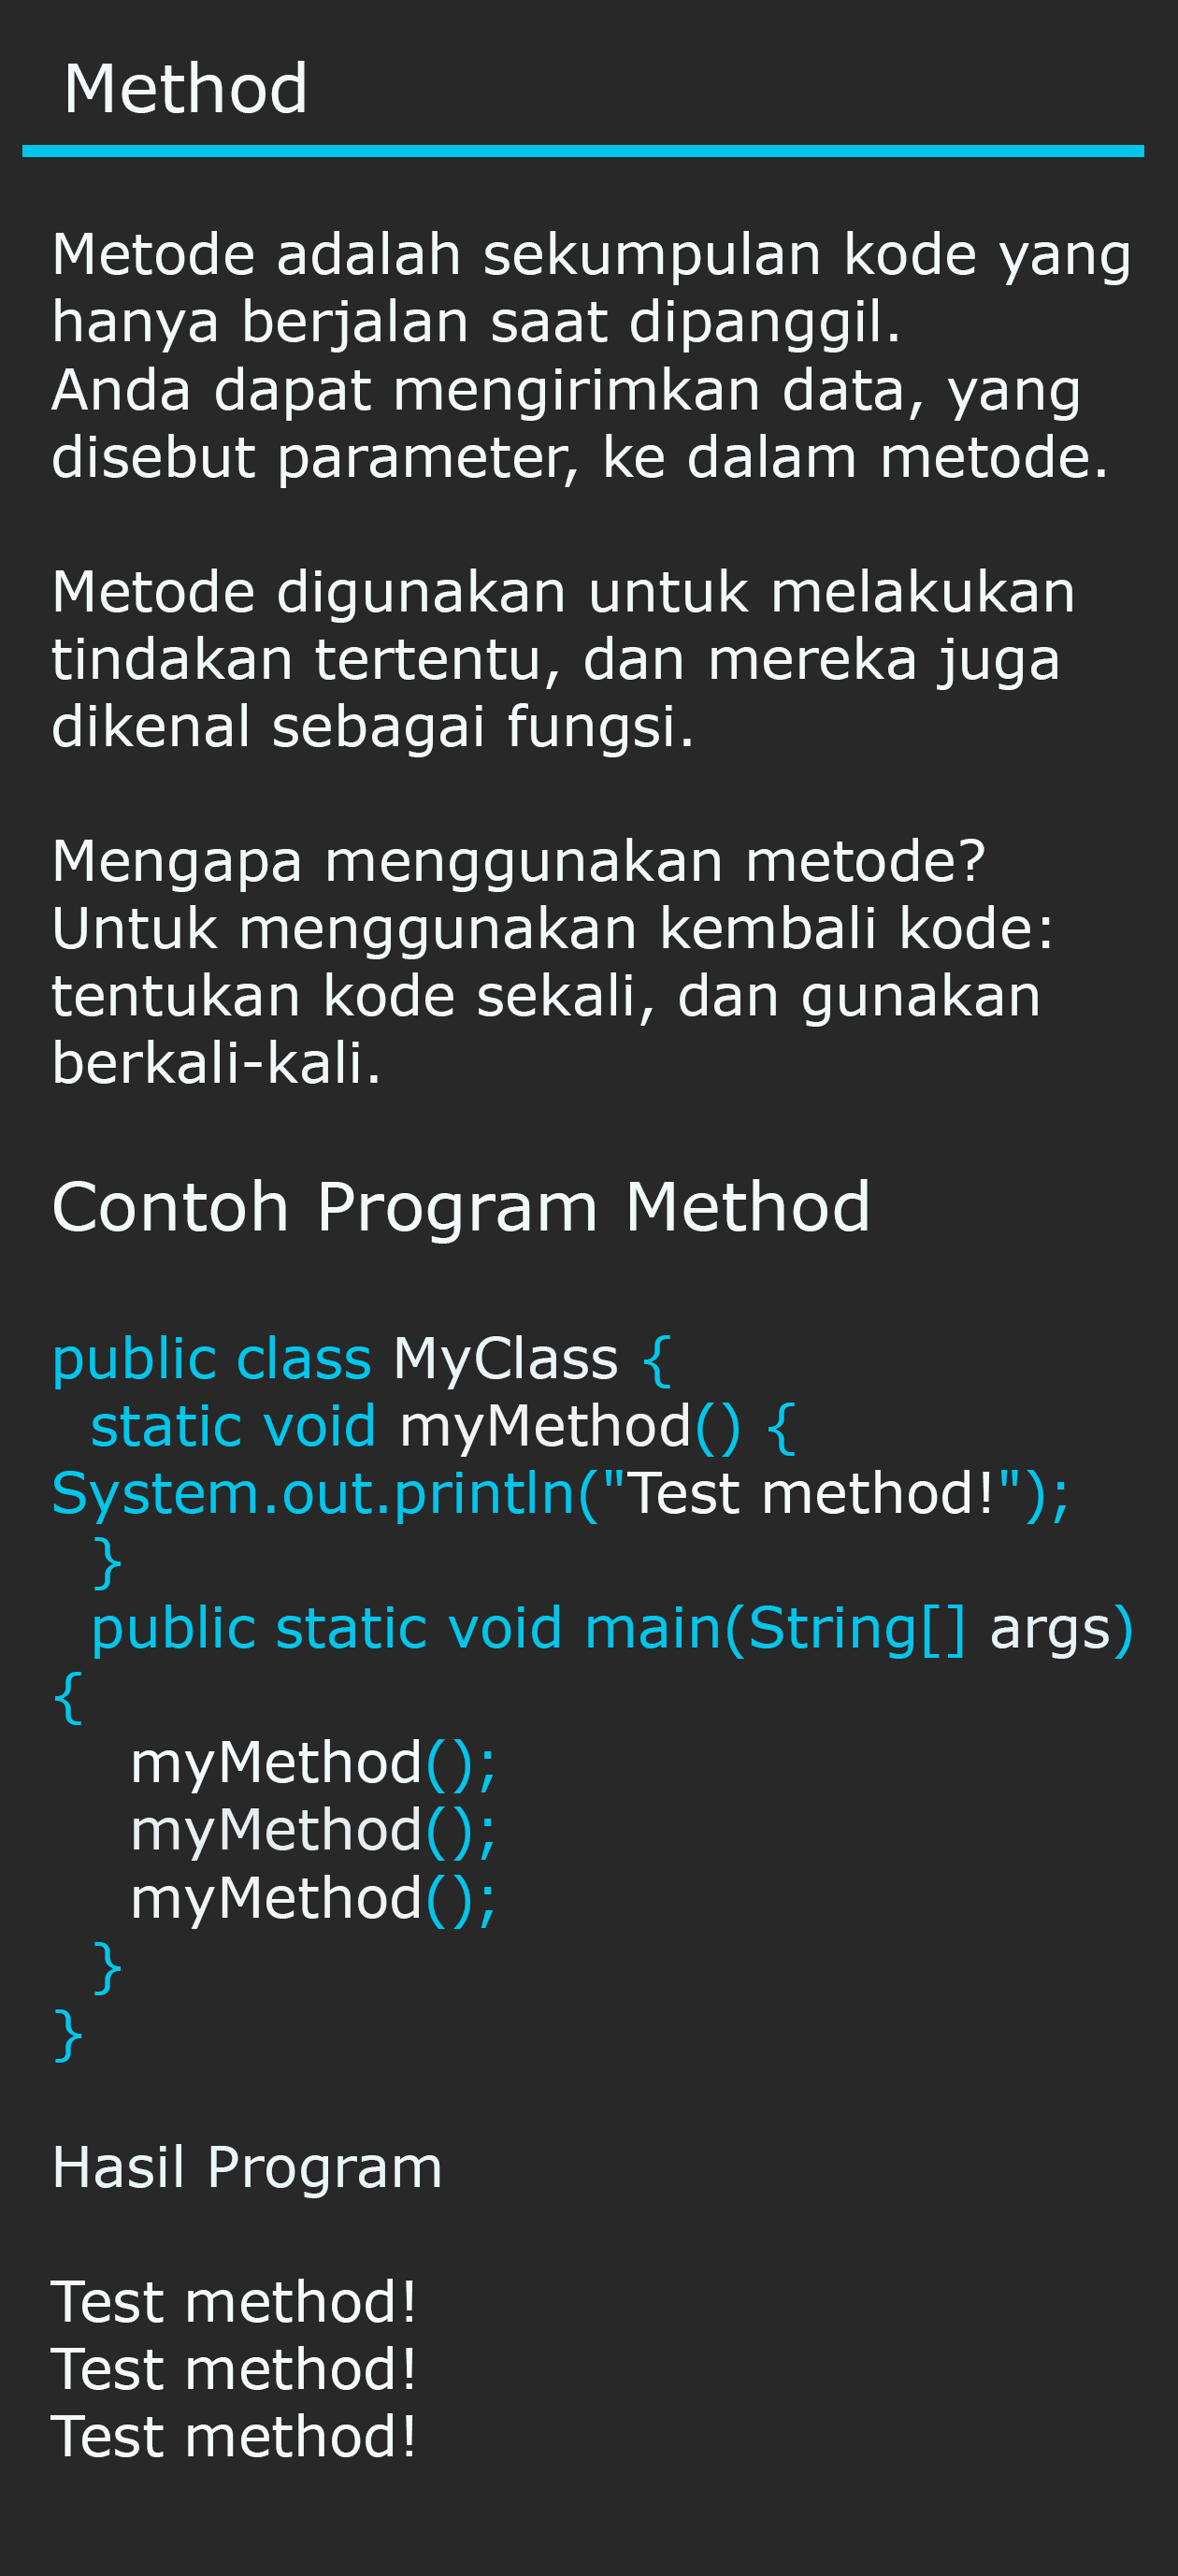 Method
Metode adalah sekumpulan kode yang
hanya berjalan saat dipanggil.
Anda dapat mengirimkan data, yang
disebut parameter, ke dalam metode.
Metode digunakan untuk melakukan
tindakan tertentu, dan mereka juga
dikenal sebagai fungsi.
Mengapa menggunakan metode?
Untuk menggunakan kembali kode:
tentukan kode sekali, dan gunakan
berkali-kali.
Contoh Program Method
public class MyClass {
  static void myMethod() {
System.out.println("Test method!");
  }
  public static void main(String[] args)
{
    myMethod();
    myMethod();
    myMethod();
  }
}
Hasil Program
Test method!
Test method!
Test method!